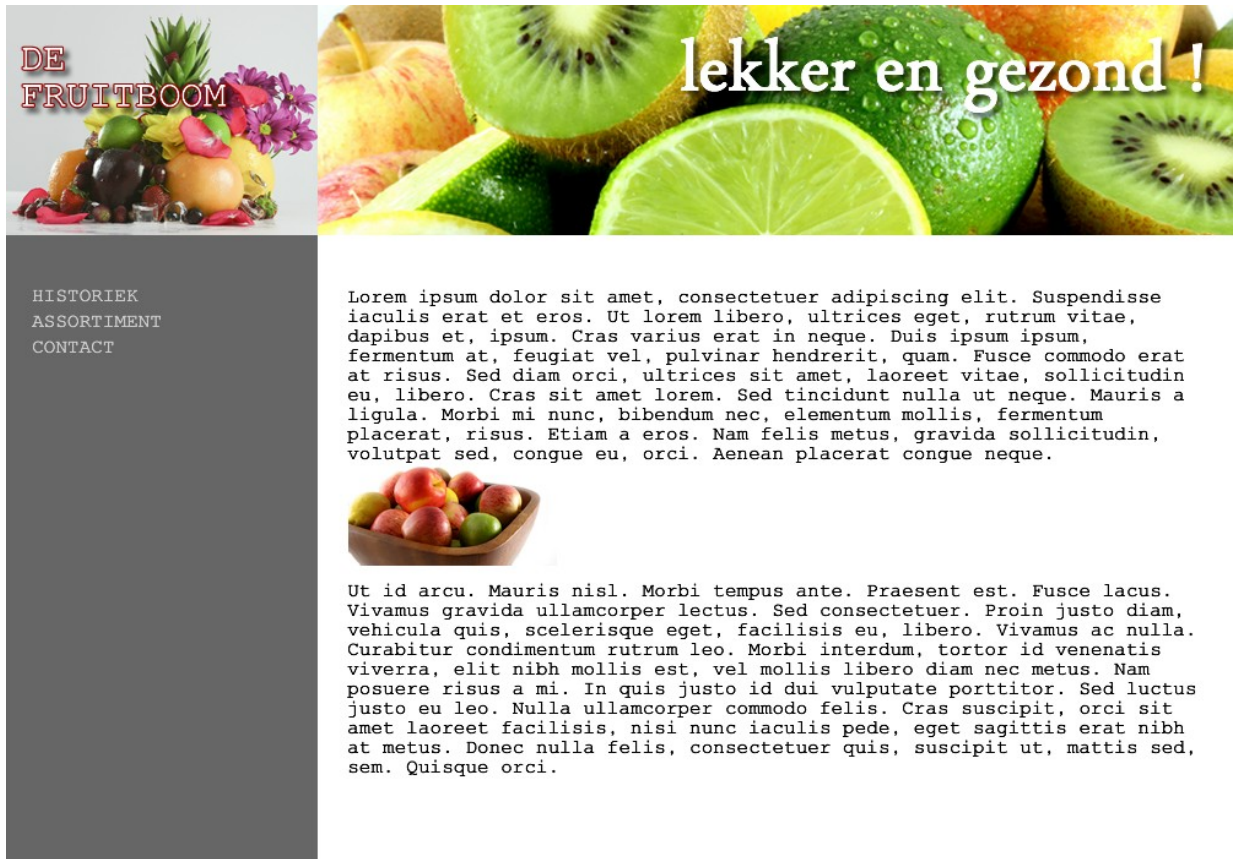 DE
FRUITBOOM
lekker en gezond !
HISTORIEK
ASSORTIMENT
CONTACT
Lorem ipsum dolor sit amet, consectetuer adipiscing elit. Suspendisse
iaculis erat et eros. Ut lorem libero, ultrices eget, rutrum vitae,
dapibus et, ipsum. Cras varius erat in neque. Duis ipsum ipsum,
fermentum at, feugiat vel, pulvinar hendrerit, quam. Fusce commodo erat
at risus. Sed diam orci, ultrices sit amet, laoreet vitae, sollicitudin
eu, libero. Cras sit amet lorem. Sed tincidunt nulla ut neque. Mauris a
ligula. Morbi mi nunc, bibendum nec, elementum mollis, fermentum
placerat, risus. Etiam a eros. Nam felis metus, gravida sollicitudin,
volutpat sed, congue eu, orci. Aenean placerat congue neque.
Ut id arcu. Mauris nisl. Morbi tempus ante. Praesent est. Fusce lacus.
Vivamus gravida ullamcorper lectus. Sed consectetuer. Proin justo diam,
vehicula quis, scelerisque eget, facilisis eu, libero. Vivamus ac nulla.
Curabitur condimentum rutrum leo. Morbi interdum, tortor id venenatis
viverra, elit nibh mollis est, vel mollis libero diam nec metus. Nam
posuere risus a mi. In quis justo id dui vulputate porttitor. Sed luctus
justo eu leo. Nulla ullamcorper commodo felis. Cras suscipit, orci sit
amet laoreet facilisis, nisi nunc iaculis pede, eget sagittis erat nibh
at metus. Donec nulla felis, consectetuer quis, suscipit ut, mattis sed,
sem. Quisque orci.